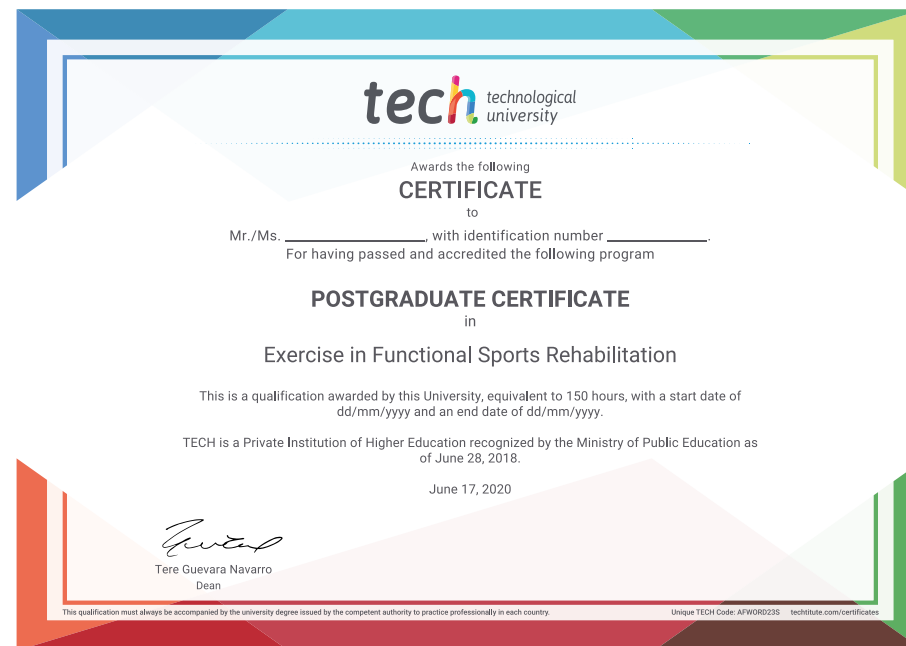 tech technological
university
Awards the following
CERTIFICATE
to
Mr./Ms. ____________________, with identification number ______________.
For having passed and accredited the following program
POSTGRADUATE CERTIFICATE
in
Exercise in Functional Sports Rehabilitation
This is a qualification awarded by this University, equivalent to 150 hours, with a start date of
dd/mm/yyyy and an end date of dd/mm/yyyy.
TECH is a Private Institution of Higher Education recognized by the Ministry of Public Education as
of June 28, 2018.
June 17, 2020
Tere Guevara Navarro
Dean
This qualification must always be accompanied by the university degree issued by the competent authority to practice professionally in each country. Unique TECH Code: AFWORD23S techtitute.com/certificates